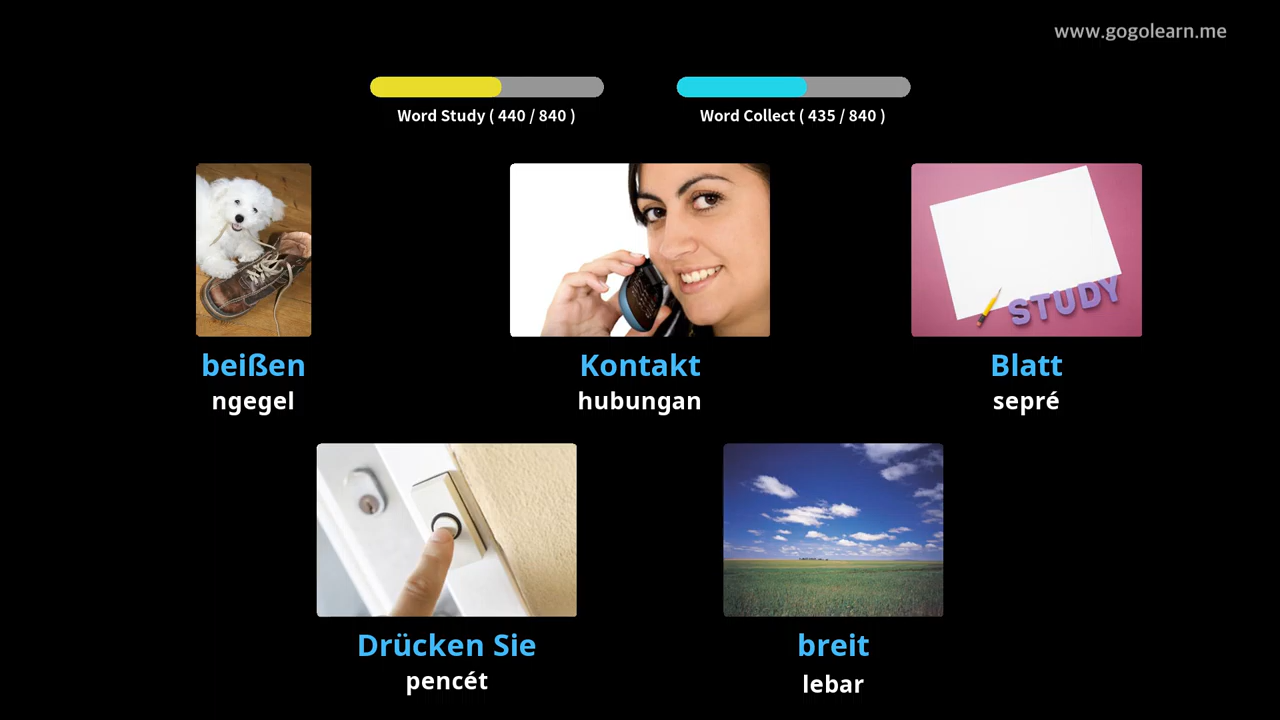 www.gogolearn.me
Word Study ( 440 / 840 )
Word Collect ( 435 / 840 )
STUDY
beißen
ngegel
Kontakt
hubungan
Blatt
sepré
Drücken Sie
pencét
breit
lebar